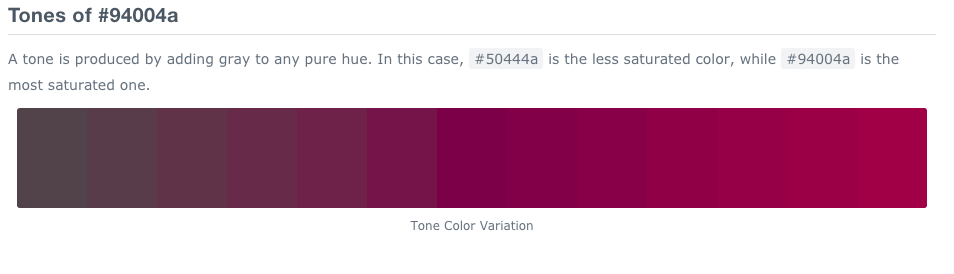 Tones of #94004a
A tone is produced by adding gray to any pure hue. In this case, #50444a is the less saturated color, while #94004a is the
most saturated one.
Tone Color Variation